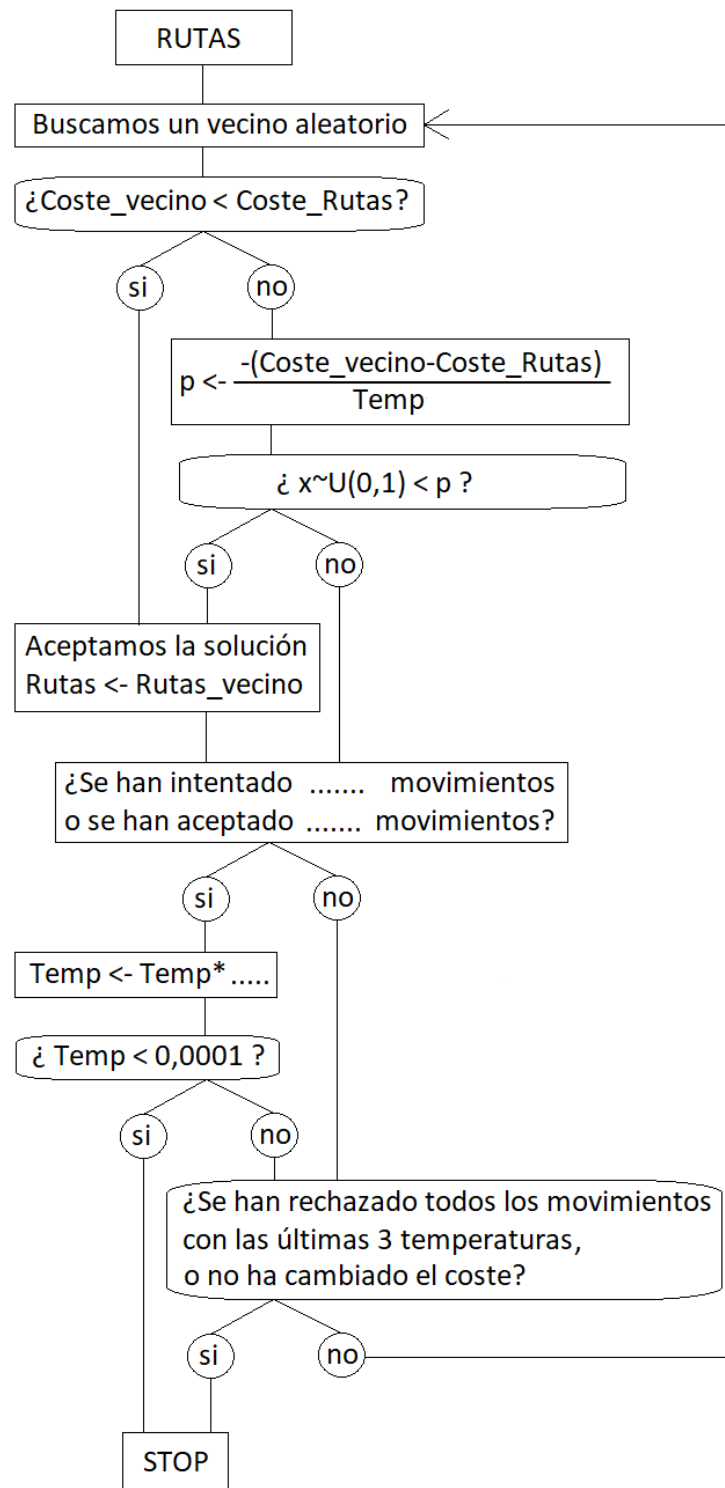 RUTAS
Buscamos un vecino aleatorio
¿Coste_vecino < Coste_Rutas?
si
no
p <- -(Coste_vecino-Coste_Rutas)
Temp
¿ x~U(0,1) < p ?
si
no
Aceptamos la solución
Rutas <- Rutas_vecino
¿Se han intentado ....... movimientos
o se han aceptado ....... movimientos?
si
no
Temp <- Temp* .....
¿ Temp < 0,0001 ?
si
no
¿Se han rechazado todos los movimientos
con las últimas 3 temperaturas,
o no ha cambiado el coste?
si
no
STOP